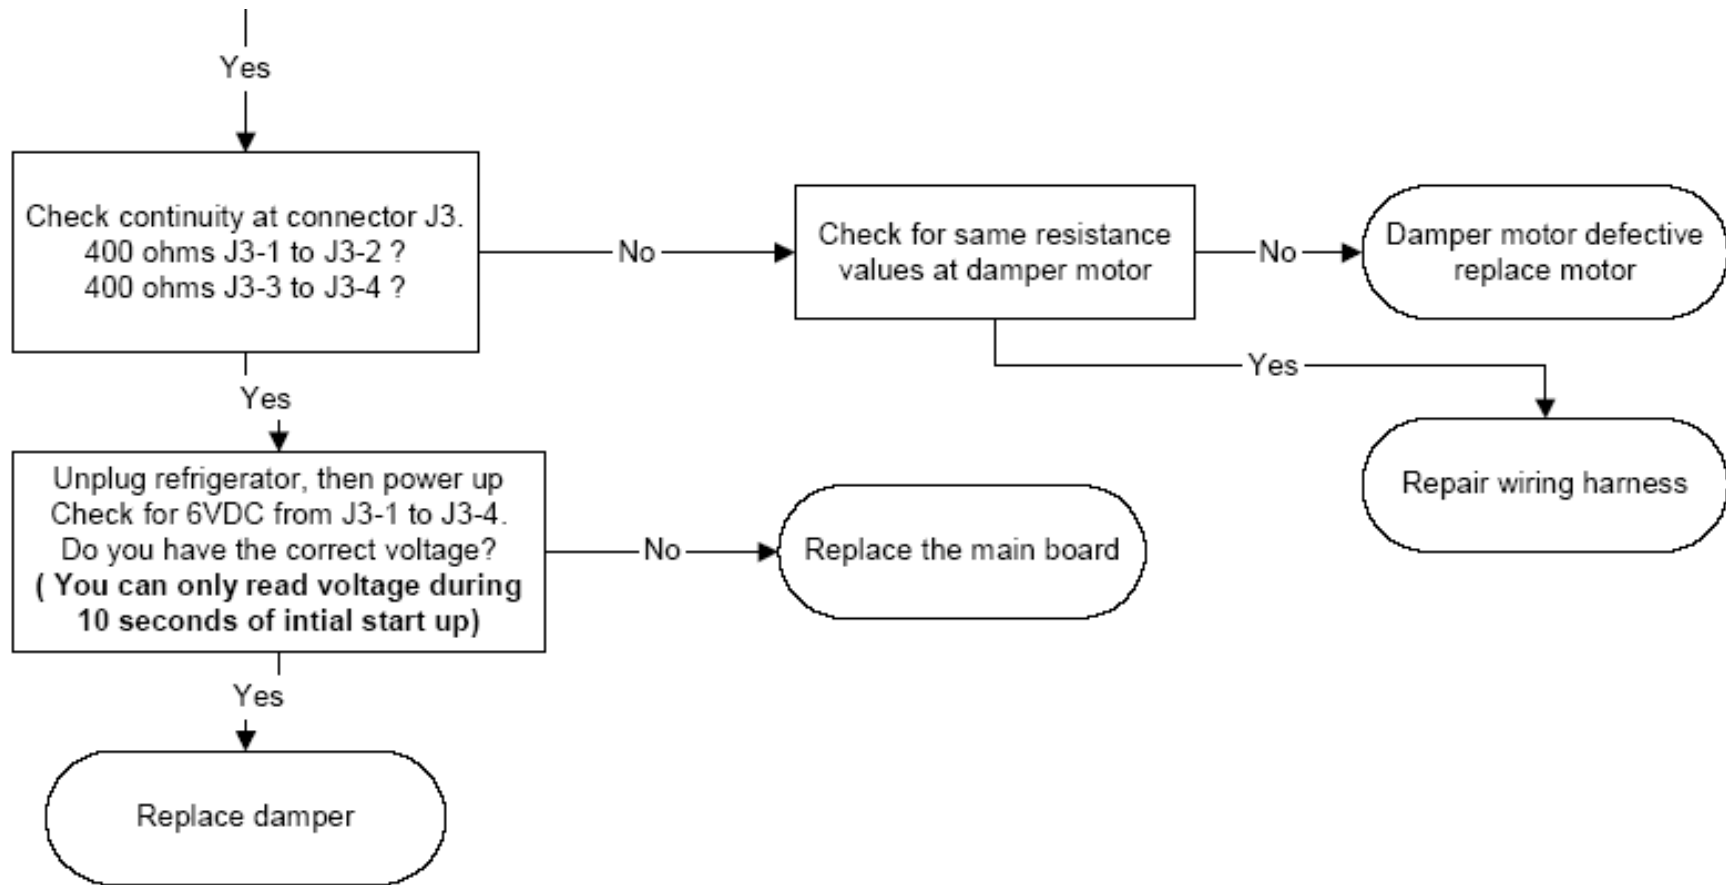 Yes
Check continuity at connector J3.
400 ohms J3-1 to J3-2 ?
400 ohms J3-3 to J3-4 ?
No
Check for same resistance
values at damper motor
No
Damper motor defective
replace motor
Yes
Repair wiring harness
Yes
Unplug refrigerator, then power up
Check for 6VDC from J3-1 to J3-4.
Do you have the correct voltage?
( You can only read voltage during
10 seconds of intial start up)
No
Replace the main board
Yes
Replace damper